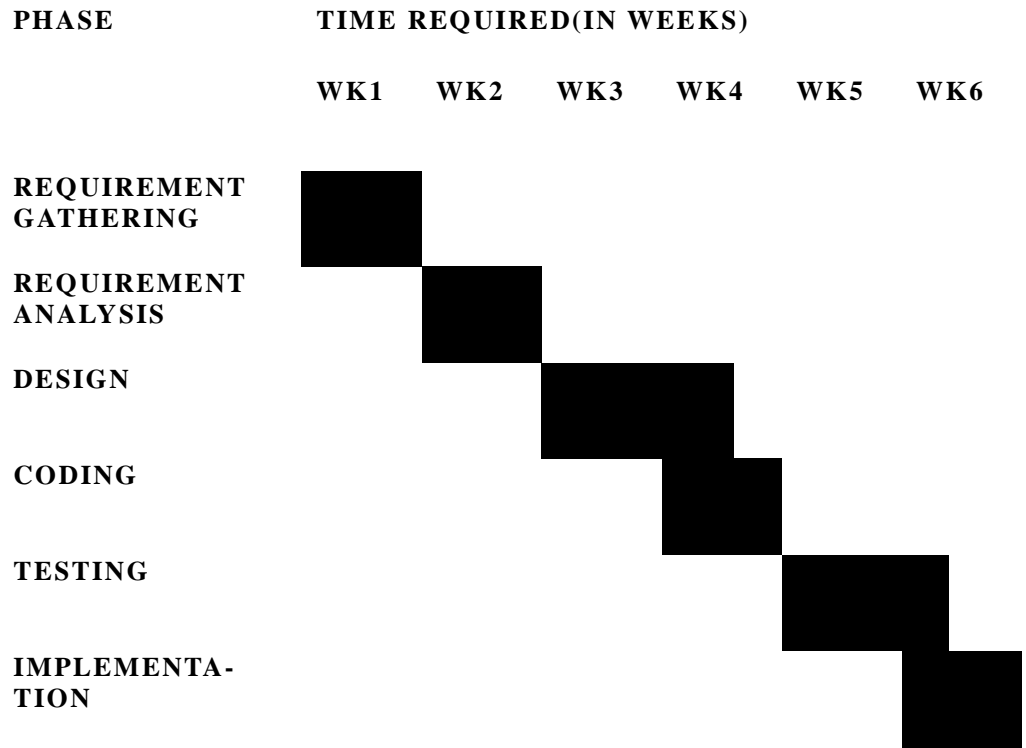 PHASE TIME REQUIRED(IN WEEKS)
WK1 WK2 WK3 WK4 WK5 WK6
REQUIREMENT
GATHERING
REQUIREMENT
ANALYSIS
DESIGN
CODING
TESTING
IMPLEMENTA-
TION